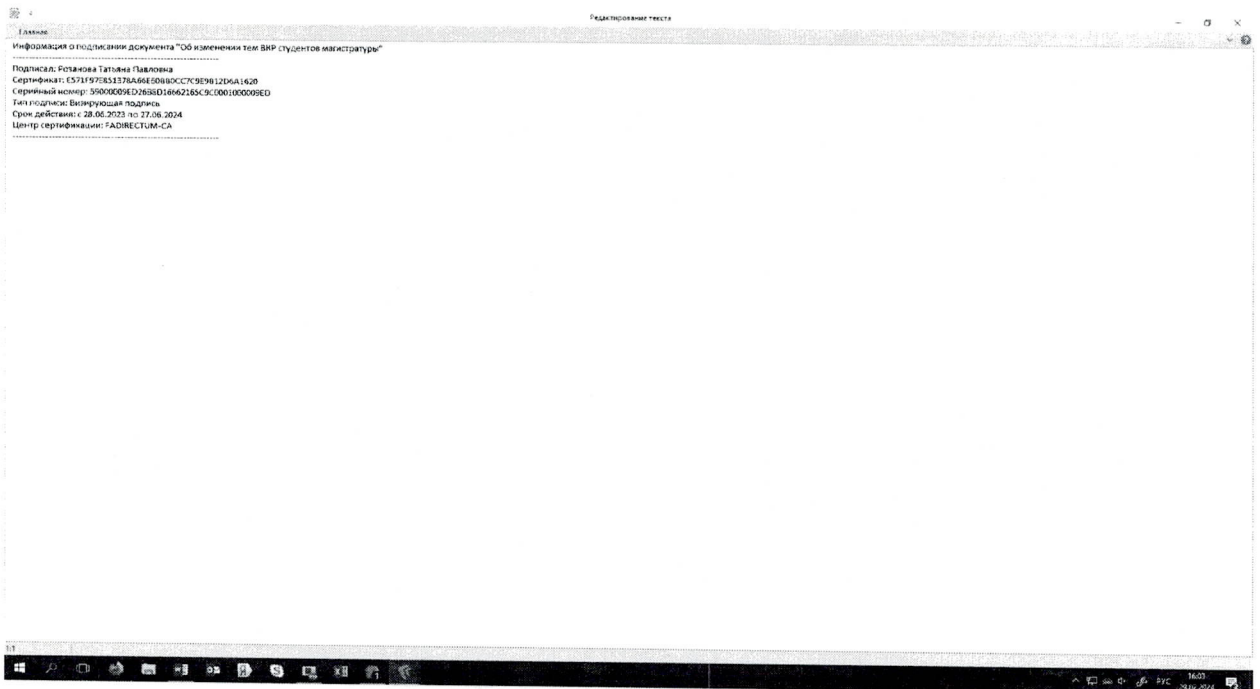 Редактирование текста
Главная
Информация о подписании документа "Об изменении тем ВКР студентов магистратуры"
Подписал: Розанова Татьяна Павловна
Сертификат:
Серийный номер:
Тип подписи: Визирующая подпись
Срок действия: с 28.06.2023 по 27.06.2024
Центр сертификации: FADIRECTUM-CA
1:1
РУС
16:03